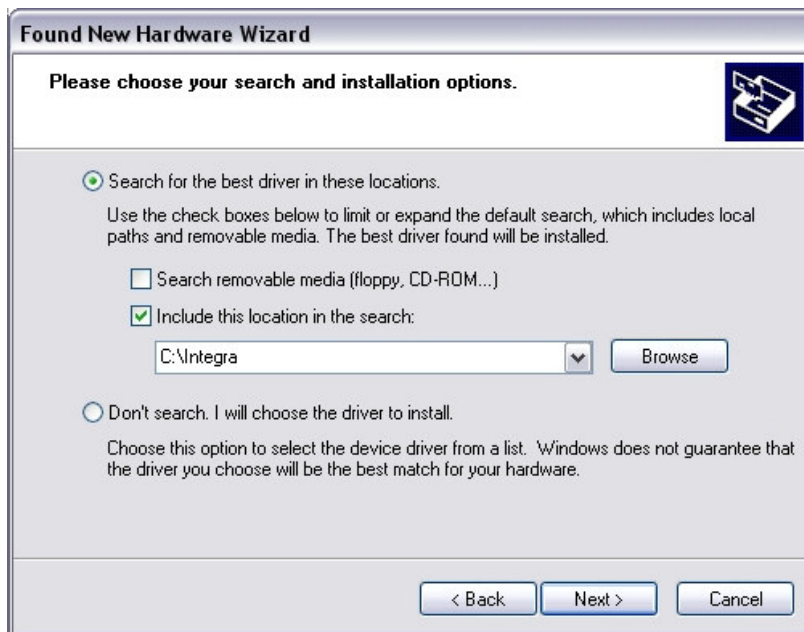 Found New Hardware Wizard
Please choose your search and installation options.
Search for the best driver in these locations.
Use the check boxes below to limit or expand the default search, which includes local
paths and removable media. The best driver found will be installed.
Search removable media (floppy, CD-ROM...)
Include this location in the search:
C:\Integra
Browse
Don't search. I will choose the driver to install.
Choose this option to select the device driver from a list. Windows does not guarantee that
the driver you choose will be the best match for your hardware.
< Back
Next >
Cancel